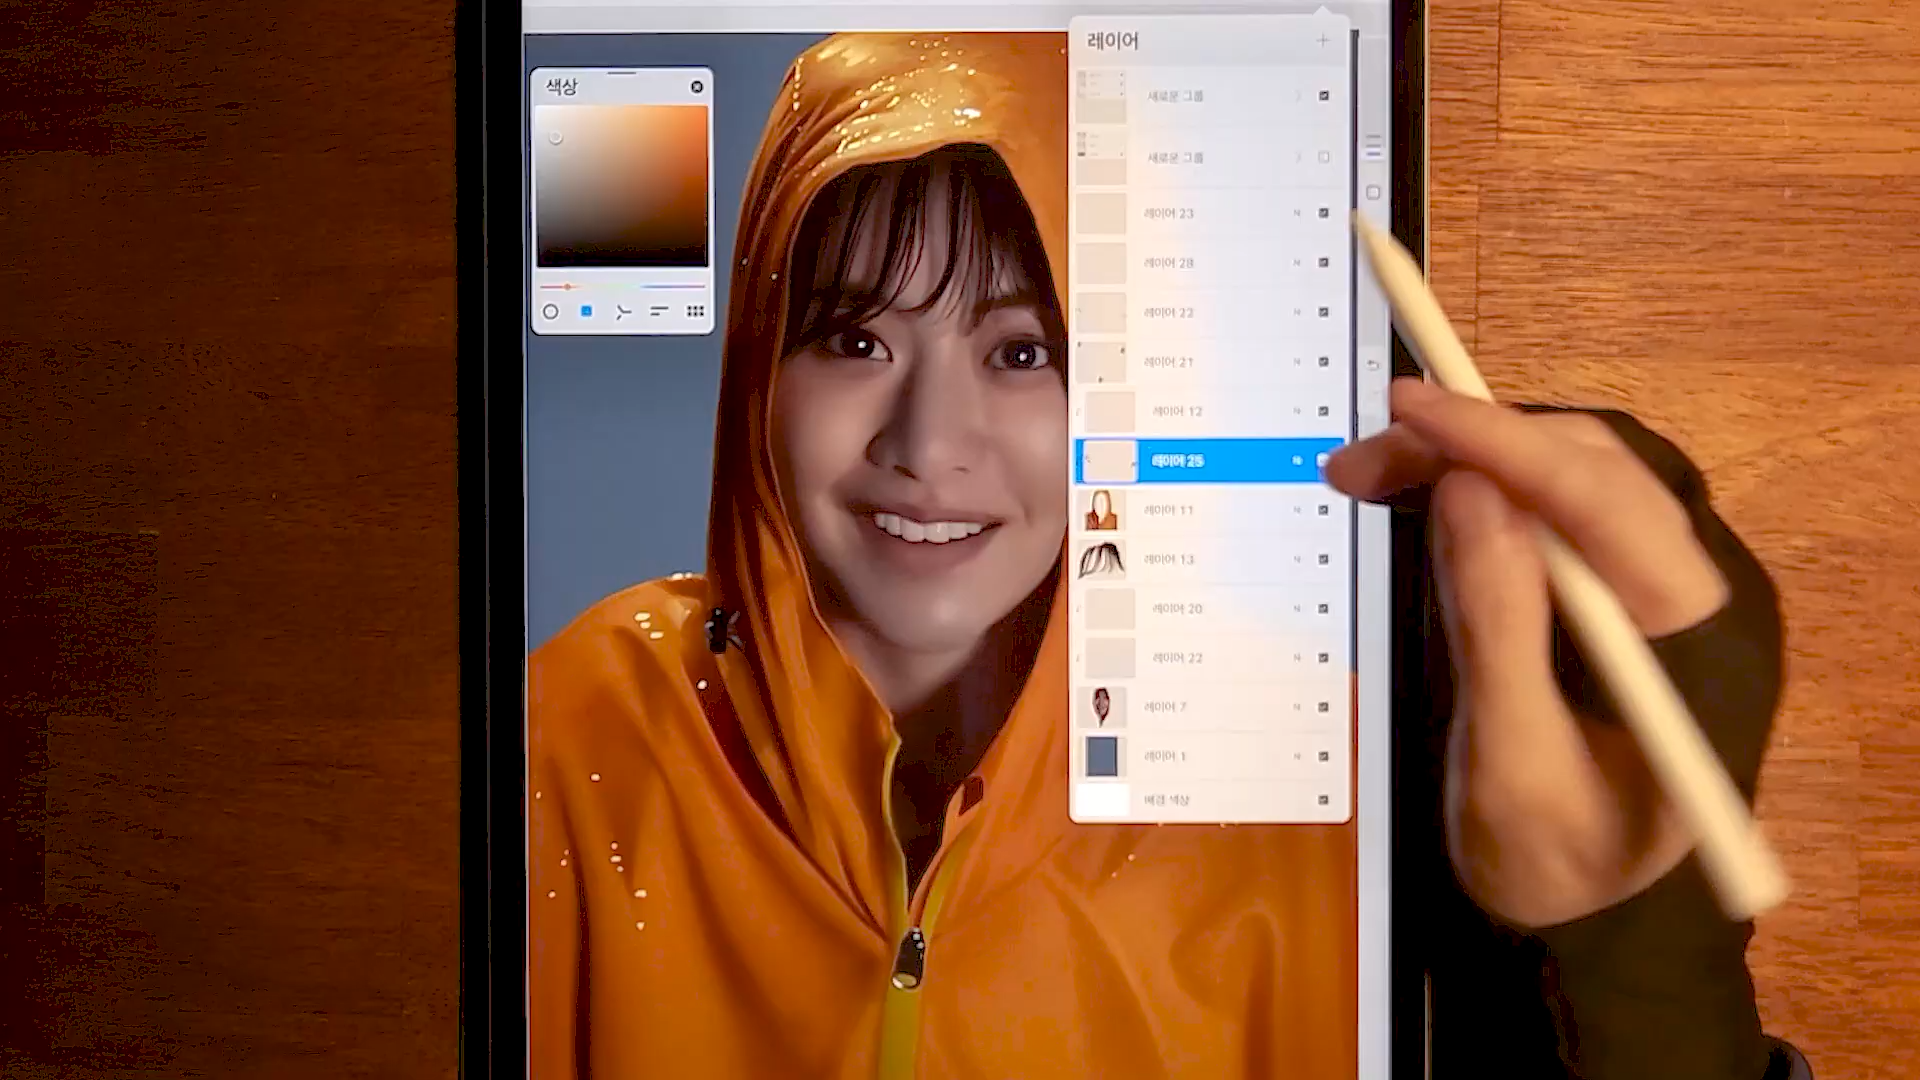 레이어
색상
새로운 그룹
새로운 그룹
레이어 23
레이어 28
레이어 22
레이어 21
레이어 12
레이어 25
레이어 11
레이어 13
레이어 20
레이어 22
레이어 7
레이어 1
배경 색상